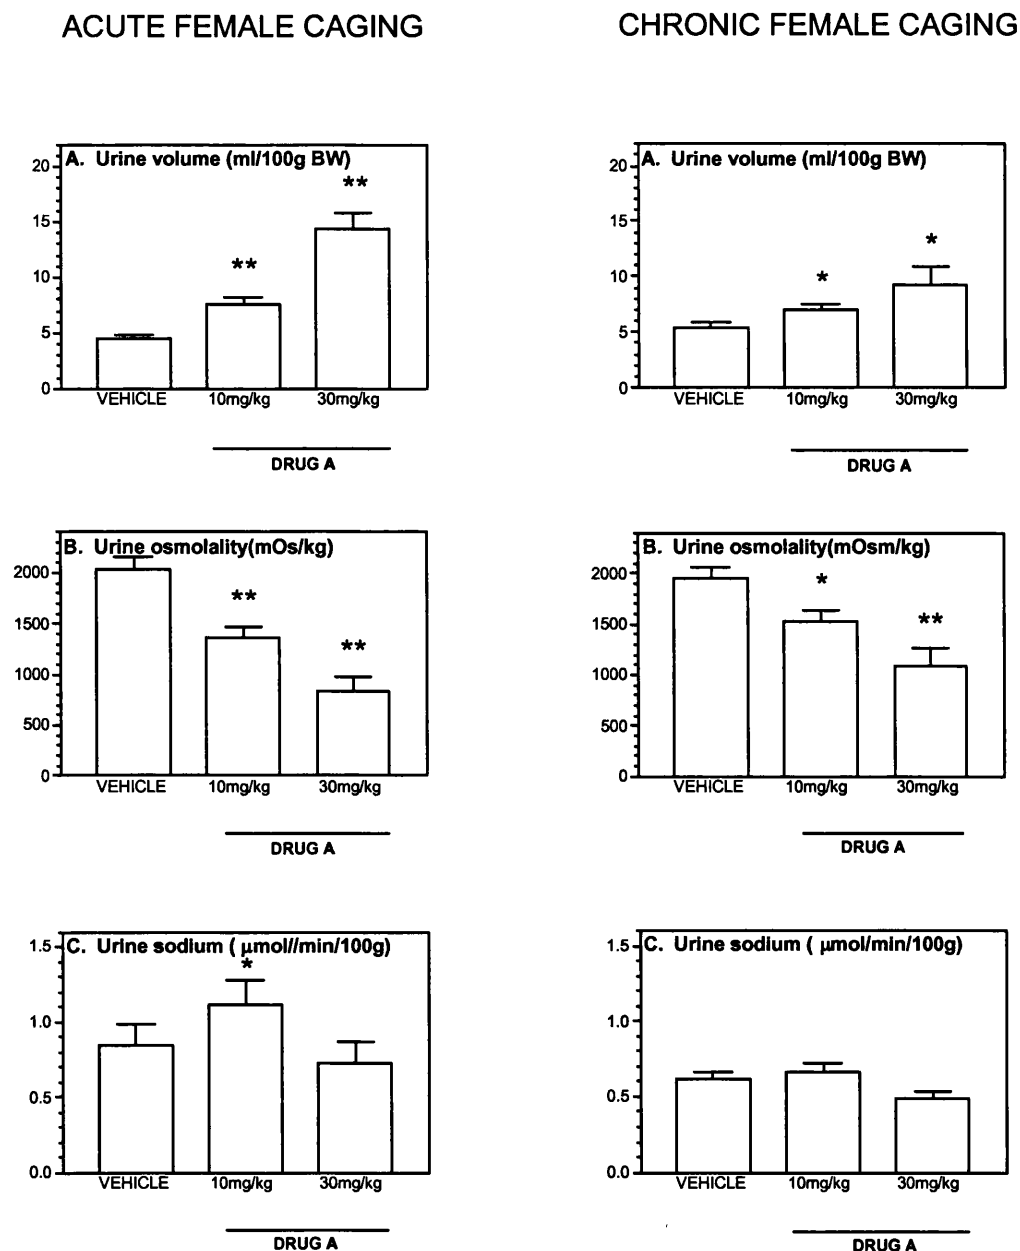 ACUTE FEMALE CAGING
A. Urine volume (ml/100g BW)
20
15
10
5
0
**
**
VEHICLE 10mg/kg 30mg/kg
DRUG A
B. Urine osmolality(mOs/kg)
2000
1500
1000
500
0
**
**
VEHICLE 10mg/kg 30mg/kg
DRUG A
C. Urine sodium ( μmol//min/100g)
1.5
1.0
0.5
0.0
*
VEHICLE 10mg/kg 30mg/kg
DRUG A
CHRONIC FEMALE CAGING
A. Urine volume (ml/100g BW)
20
15
10
5
0
*
*
VEHICLE 10mg/kg 30mg/kg
DRUG A
B. Urine osmolality(mOsm/kg)
2000
1500
1000
500
0
*
**
VEHICLE 10mg/kg 30mg/kg
DRUG A
C. Urine sodium ( μmol/min/100g)
1.5
1.0
0.5
0.0
VEHICLE 10mg/kg 30mg/kg
DRUG A